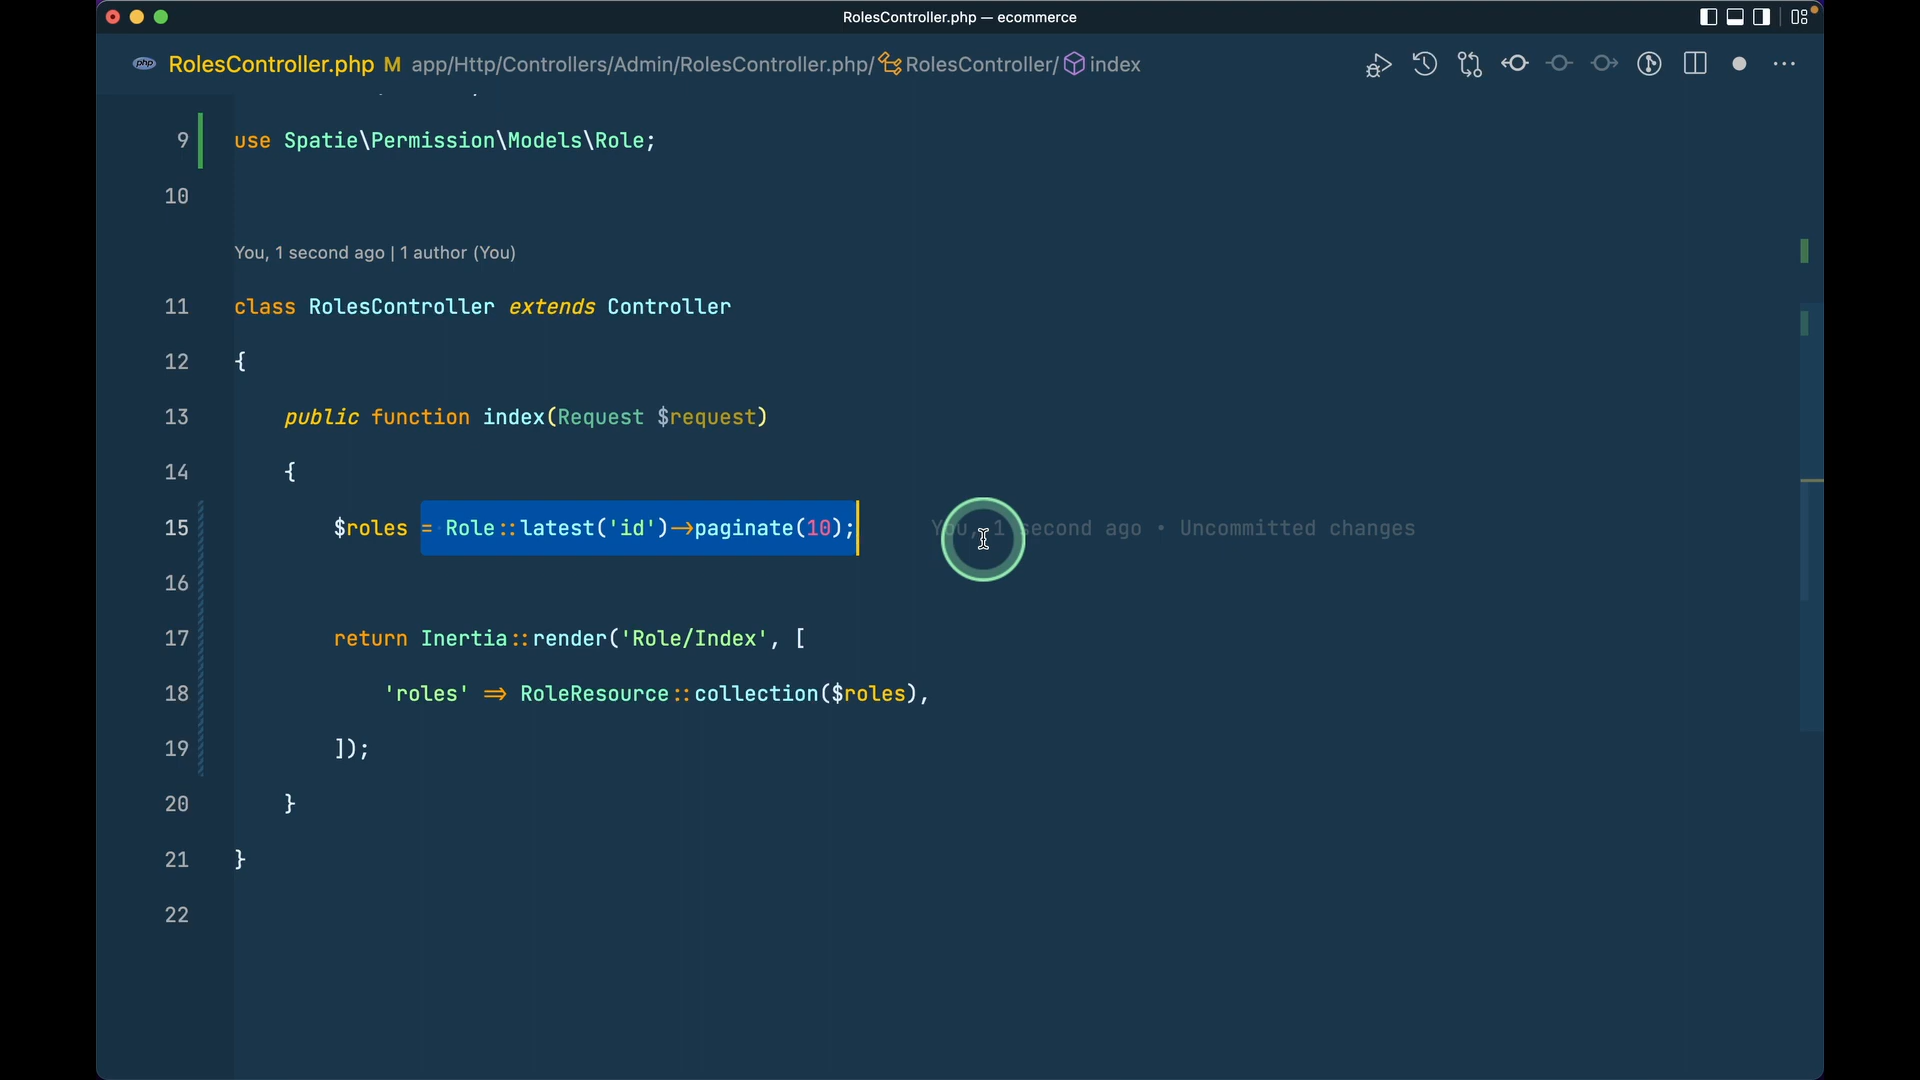 RolesController.php — ecommerce
php RolesController.php M app/Http/Controllers/Admin/RolesController.php/ RolesController/ index
9 use Spatie\Permission\Models\Role;
10
You, 1 second ago | 1 author (You)
11 class RolesController extends Controller
12 {
13 public function index(Request $request)
14 {
15 $roles = Role::latest('id')->paginate(10); You, 1 second ago • Uncommitted changes
16
17 return Inertia::render('Role/Index', [
18 'roles' => RoleResource::collection($roles),
19 ]);
20 }
21 }
22